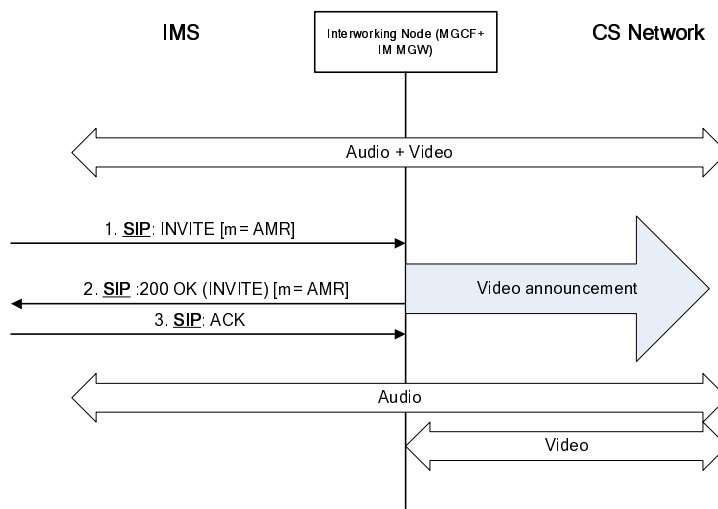 IMS
Interworking Node (MGCF+
IM MGW)
CS Network
Audio + Video
1. SIP: INVITE [m= AMR]
2. SIP :200 OK (INVITE) [m= AMR]
Video announcement
3. SIP: ACK
Audio
Video